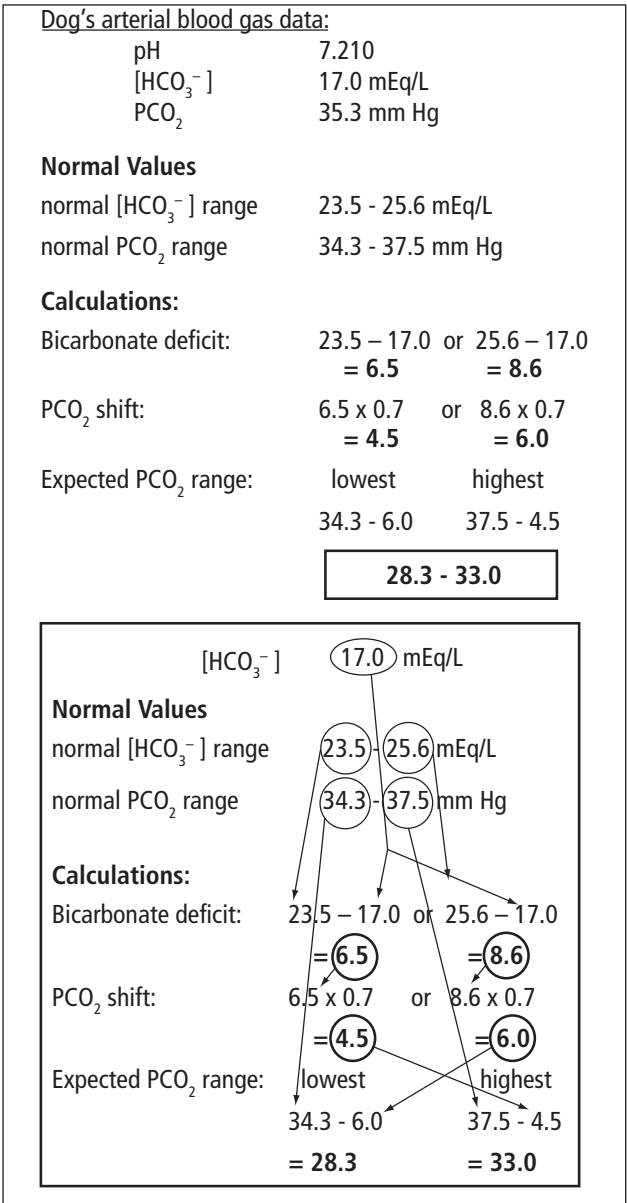 Dog's arterial blood gas data:
pH 7.210
[HCO₃⁻ ] 17.0 mEq/L
PCO₂ 35.3 mm Hg
Normal Values
normal [HCO₃⁻ ] range 23.5 - 25.6 mEq/L
normal PCO₂ range 34.3 - 37.5 mm Hg
Calculations:
Bicarbonate deficit: 23.5 – 17.0 or 25.6 – 17.0
= 6.5 = 8.6
PCO₂ shift: 6.5 x 0.7 or 8.6 x 0.7
= 4.5 = 6.0
Expected PCO₂ range: lowest highest
34.3 - 6.0 37.5 - 4.5
28.3 - 33.0
[HCO₃⁻ ] 17.0 mEq/L
Normal Values
normal [HCO₃⁻ ] range 23.5 - 25.6 mEq/L
normal PCO₂ range 34.3 - 37.5 mm Hg
Calculations:
Bicarbonate deficit: 23.5 – 17.0 or 25.6 – 17.0
= 6.5 = 8.6
PCO₂ shift: 6.5 x 0.7 or 8.6 x 0.7
= 4.5 = 6.0
Expected PCO₂ range: lowest highest
34.3 - 6.0 37.5 - 4.5
= 28.3 = 33.0